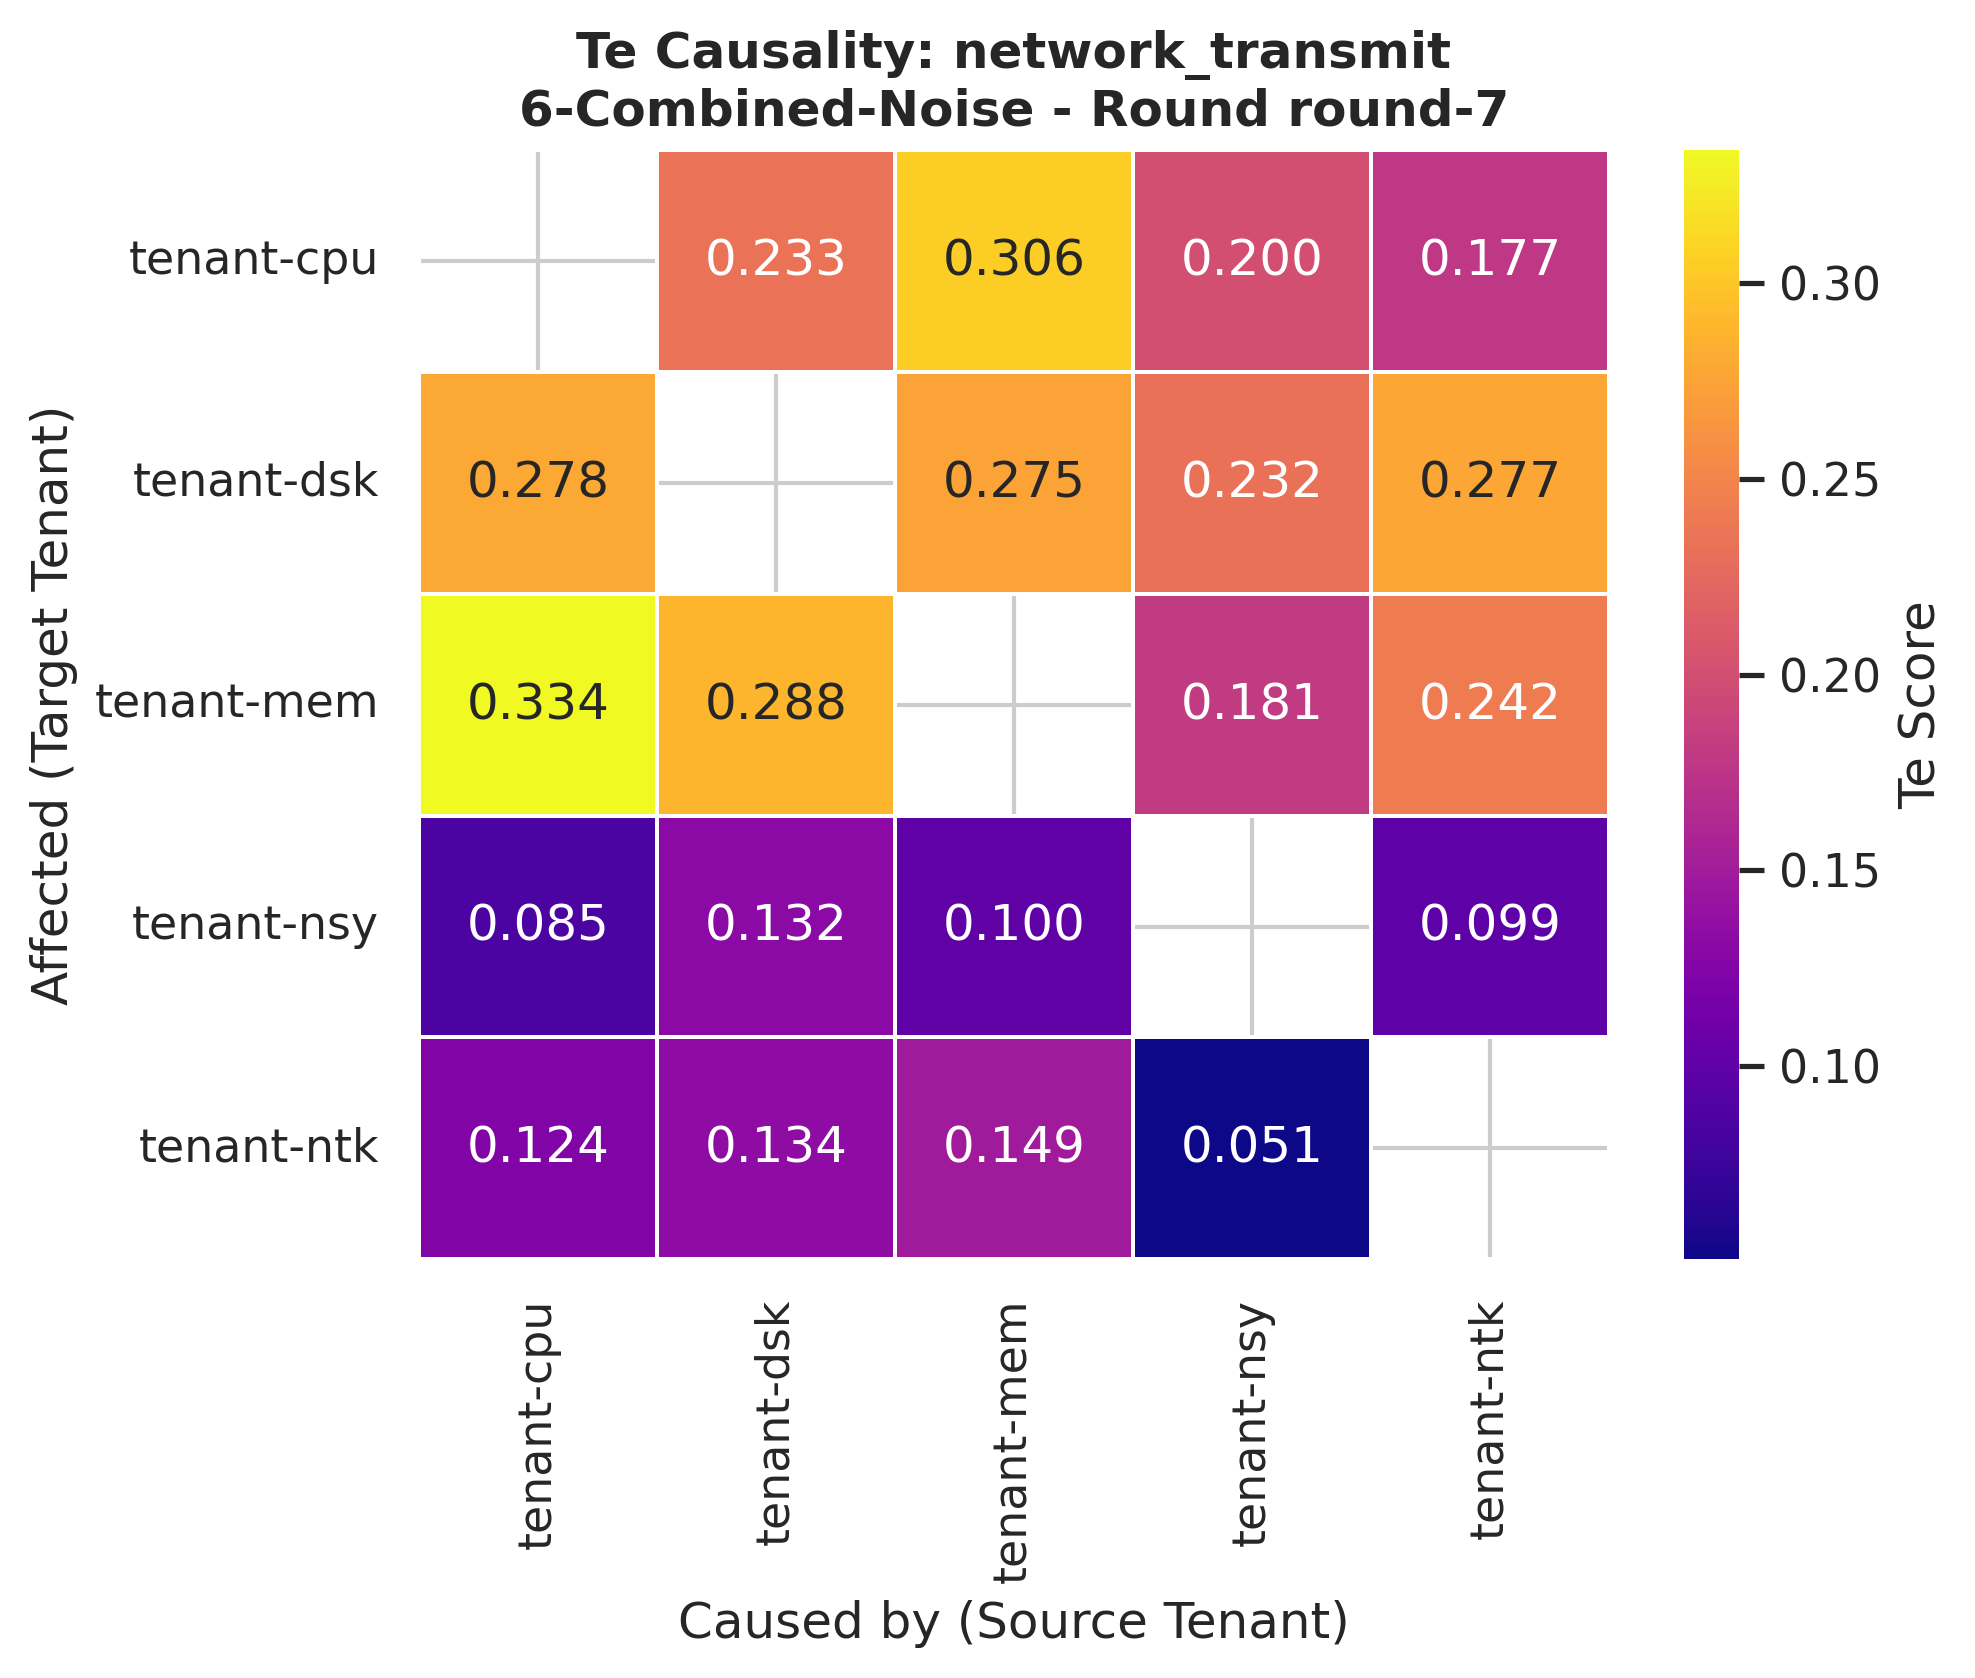 Te Causality: network_transmit
6-Combined-Noise - Round round-7
Affected (Target Tenant)
tenant-cpu 0.233 0.306 0.200 0.177
tenant-dsk 0.278 0.275 0.232 0.277
tenant-mem 0.334 0.288 0.181 0.242
tenant-nsy 0.085 0.132 0.100 0.099
tenant-ntk 0.124 0.134 0.149 0.051
tenant-cpu
tenant-dsk
tenant-mem
tenant-nsy
tenant-ntk
Caused by (Source Tenant)
0.30
0.25
0.20
0.15
0.10
Te Score